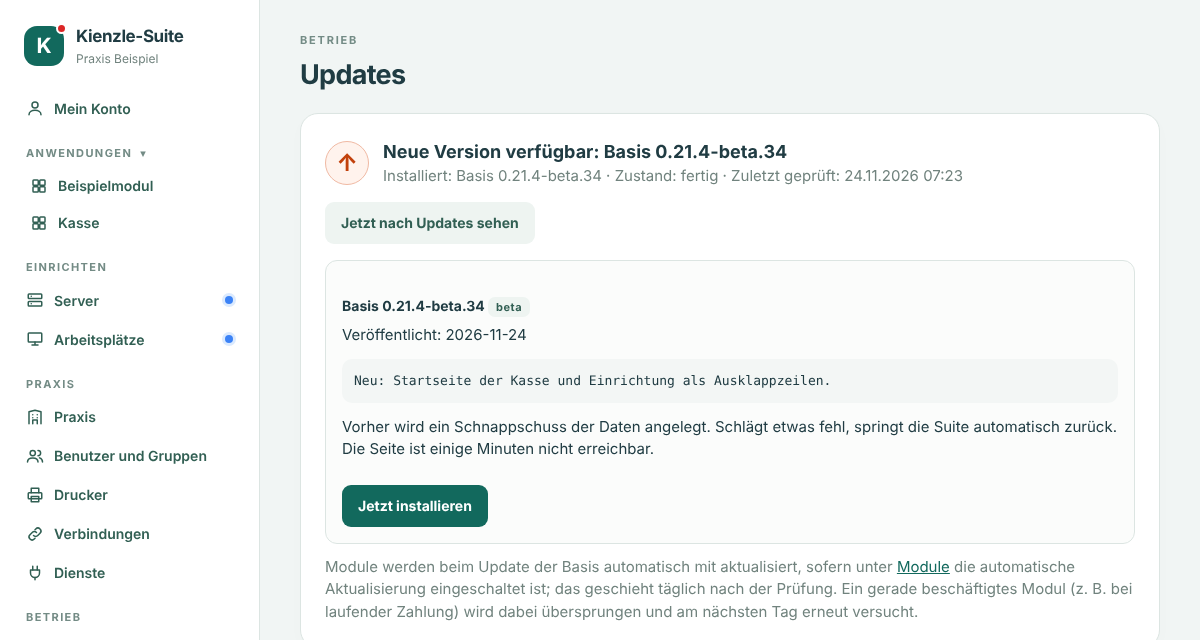 K
Kienzle-Suite
Praxis Beispiel
Mein Konto
ANWENDUNGEN ▾
Beispielmodul
Kasse
EINRICHTEN
Server
Arbeitsplätze
PRAXIS
Praxis
Benutzer und Gruppen
Drucker
Verbindungen
Dienste
BETRIEB
BETRIEB
Updates
Neue Version verfügbar: Basis 0.21.4-beta.34
Installiert: Basis 0.21.4-beta.34 · Zustand: fertig · Zuletzt geprüft: 24.11.2026 07:23
Jetzt nach Updates sehen
Basis 0.21.4-beta.34 beta
Veröffentlicht: 2026-11-24
Neu: Startseite der Kasse und Einrichtung als Ausklappzeilen.
Vorher wird ein Schnappschuss der Daten angelegt. Schlägt etwas fehl, springt die Suite automatisch zurück.
Die Seite ist einige Minuten nicht erreichbar.
Jetzt installieren
Module werden beim Update der Basis automatisch mit aktualisiert, sofern unter Module die automatische
Aktualisierung eingeschaltet ist; das geschieht täglich nach der Prüfung. Ein gerade beschäftigtes Modul (z. B. bei
laufender Zahlung) wird dabei übersprungen und am nächsten Tag erneut versucht.